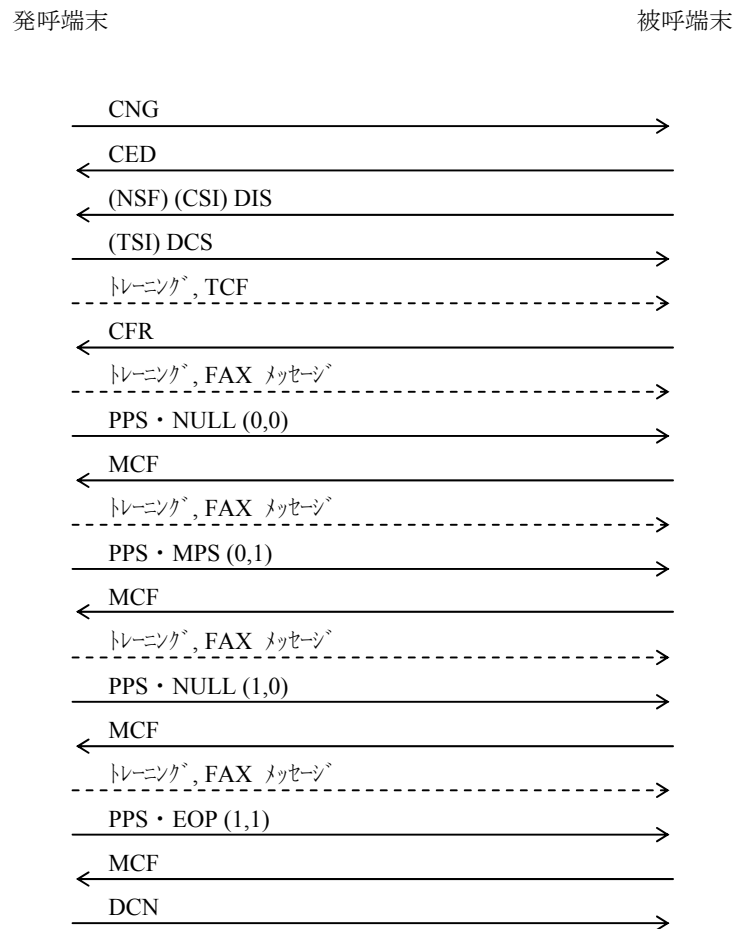 発呼端末
被呼端末
CNG
CED
(NSF) (CSI) DIS
(TSI) DCS
ﾄﾚｰﾆﾝｸﾞ, TCF
CFR
ﾄﾚｰﾆﾝｸﾞ, FAX ﾒｯｾｰｼﾞ
PPS・NULL (0,0)
MCF
ﾄﾚｰﾆﾝｸﾞ, FAX ﾒｯｾｰｼﾞ
PPS・MPS (0,1)
MCF
ﾄﾚｰﾆﾝｸﾞ, FAX ﾒｯｾｰｼﾞ
PPS・NULL (1,0)
MCF
ﾄﾚｰﾆﾝｸﾞ, FAX ﾒｯｾｰｼﾞ
PPS・EOP (1,1)
MCF
DCN